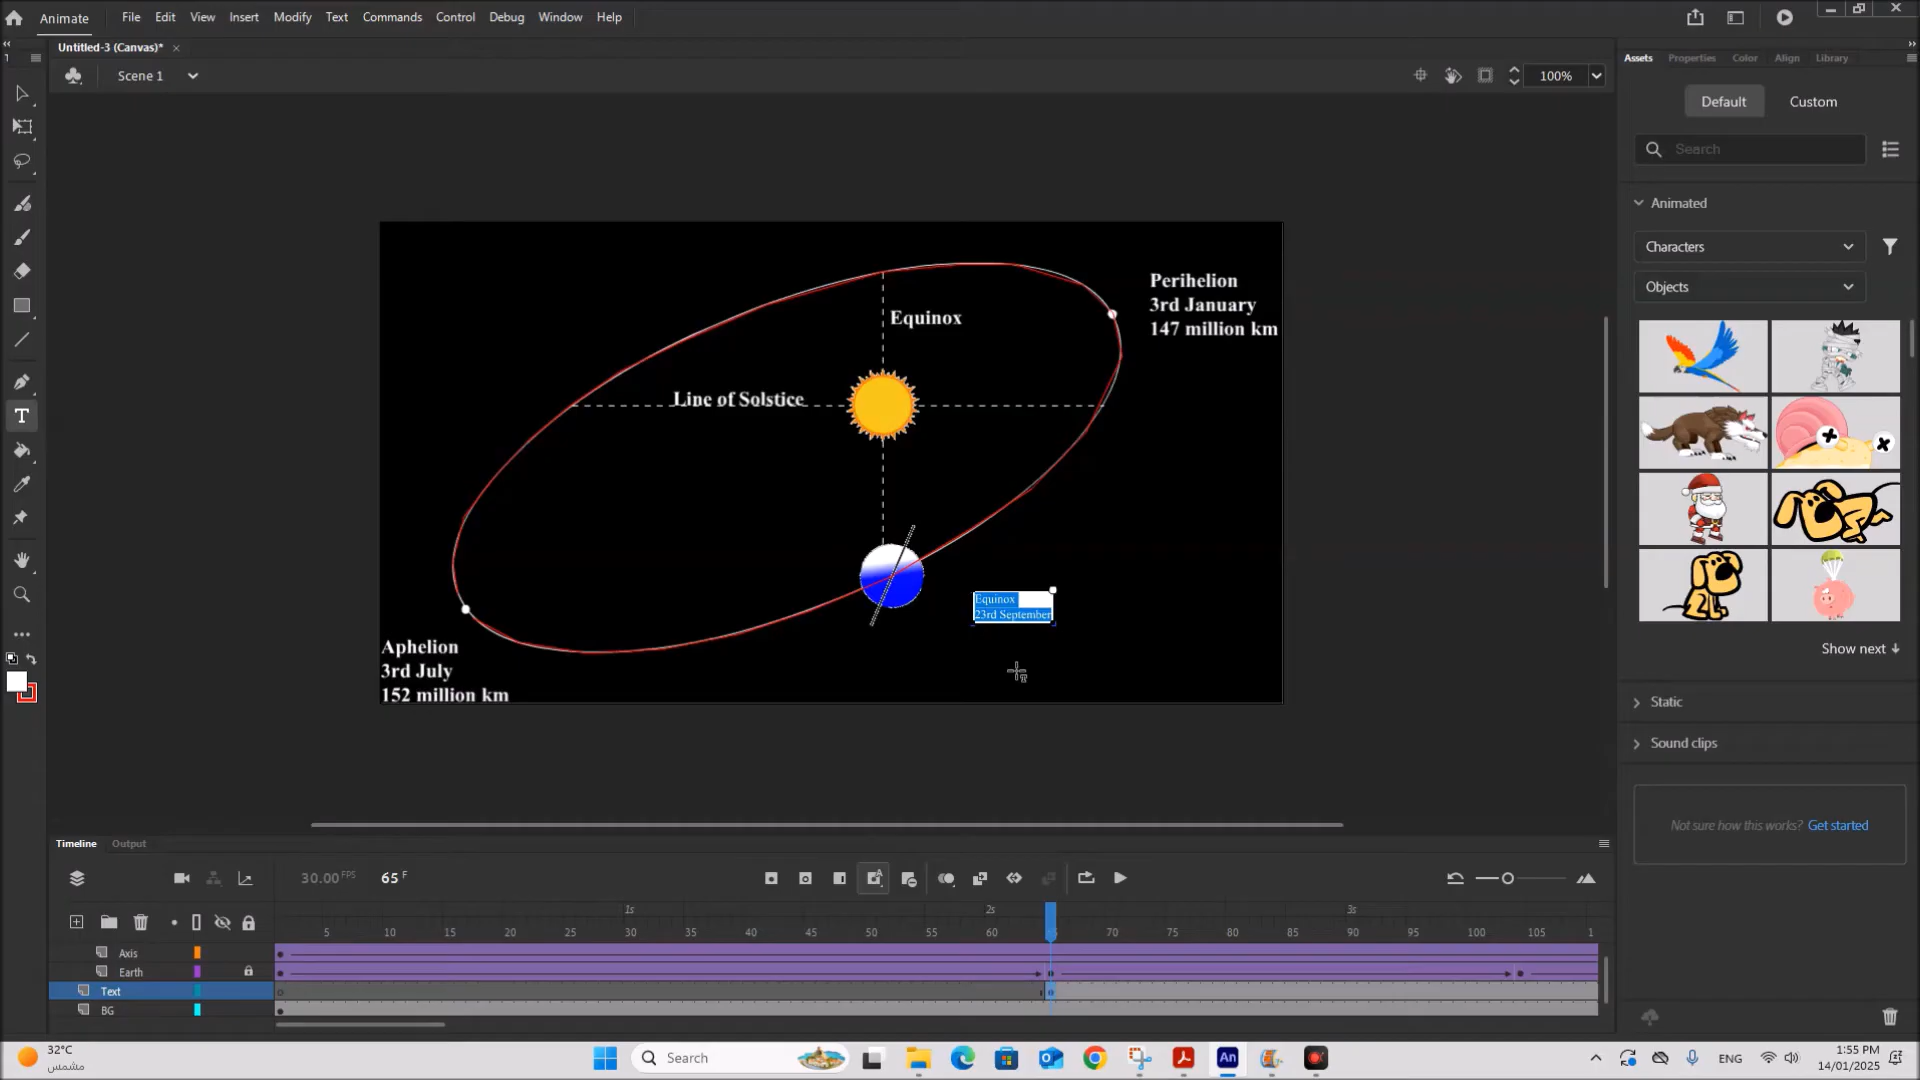 Animate
File
Edit
View
Insert
Modify
Text
Commands
Control
Debug
Window
Help
Untitled-3 (Canvas)*
Scene 1
100%
Assets
Properties
Color
Align
Library
Default
Custom
Search
Animated
Characters
Objects
Show next
Static
Sound clips
Not sure how this works? Get started
Perihelion
3rd January
147 million km
Equinox
Line of Solstice
Equinox
23rd September
Aphelion
3rd July
152 million km
Timeline
Output
30.00 FPS
65 F
1s
2s
3s
5
10
15
20
25
30
35
40
45
50
55
60
70
75
80
85
90
95
100
105
1
Axis
Earth
Text
BG
32°C
مشمس
Search
ENG
1:55 PM
14/01/2025